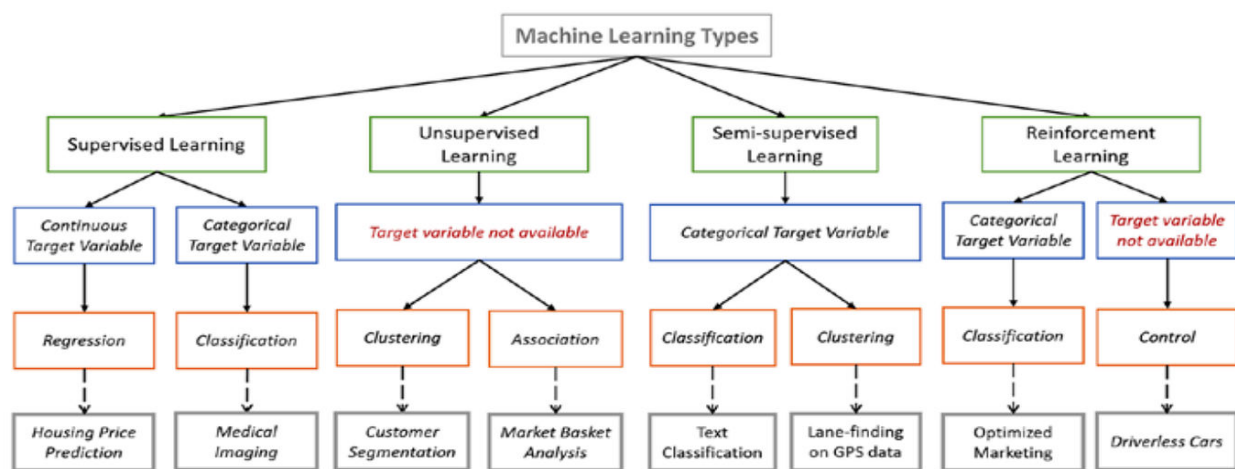 Machine Learning Types
Supervised Learning
Unsupervised
Learning
Semi-supervised
Learning
Reinforcement
Learning
Continuous
Target Variable
Categorical
Target Variable
Target variable not available
Categorical Target Variable
Categorical
Target Variable
Target variable
not available
Regression
Classification
Clustering
Association
Classification
Clustering
Classification
Control
Housing Price
Prediction
Medical
Imaging
Customer
Segmentation
Market Basket
Analysis
Text
Classification
Lane-finding
on GPS data
Optimized
Marketing
Driverless Cars